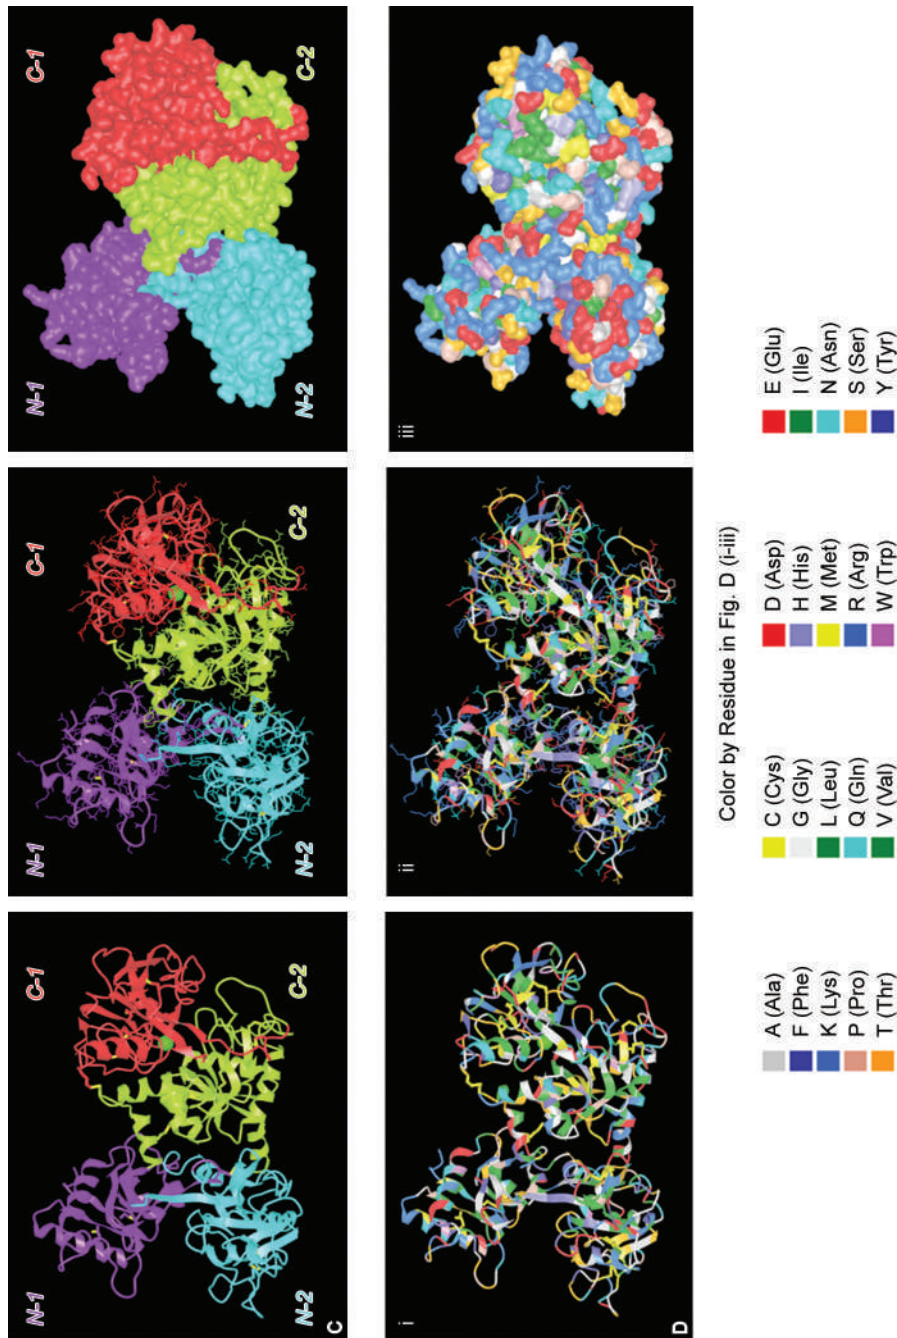 N-1 C-1 N-1 C-1 N-1 C-1
N-2 C-2 N-2 C-2 N-2 C-2
C
i ii iii
D
Color by Residue in Fig. D (i-iii)
A (Ala) C (Cys) D (Asp) E (Glu)
F (Phe) G (Gly) H (His) I (Ile)
K (Lys) L (Leu) M (Met) N (Asn)
P (Pro) Q (Gln) R (Arg) S (Ser)
T (Thr) V (Val) W (Trp) Y (Tyr)